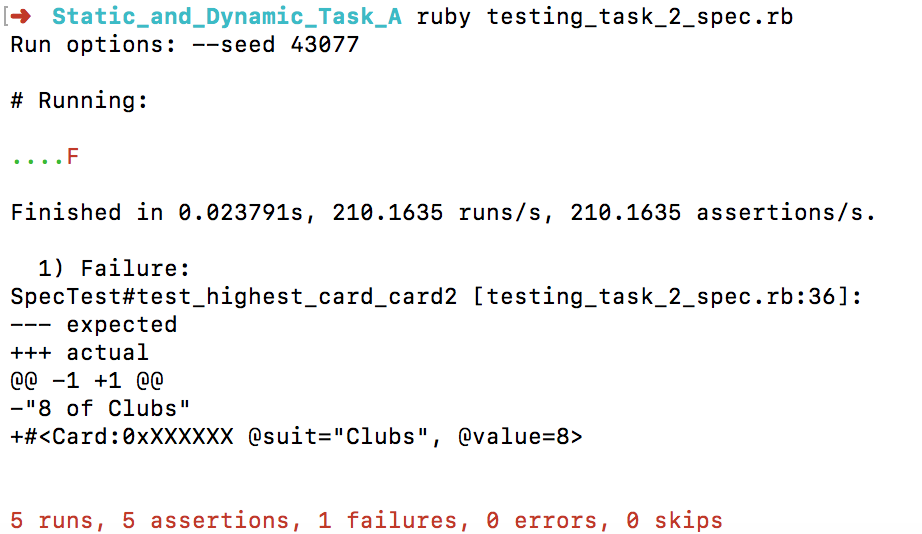 [➜ Static_and_Dynamic_Task_A ruby testing_task_2_spec.rb
Run options: --seed 43077
# Running:
....F
Finished in 0.023791s, 210.1635 runs/s, 210.1635 assertions/s.
1) Failure:
SpecTest#test_highest_card_card2 [testing_task_2_spec.rb:36]:
--- expected
+++ actual
@@ -1 +1 @@
-"8 of Clubs"
+#<Card:0xXXXXXX @suit="Clubs", @value=8>
5 runs, 5 assertions, 1 failures, 0 errors, 0 skips